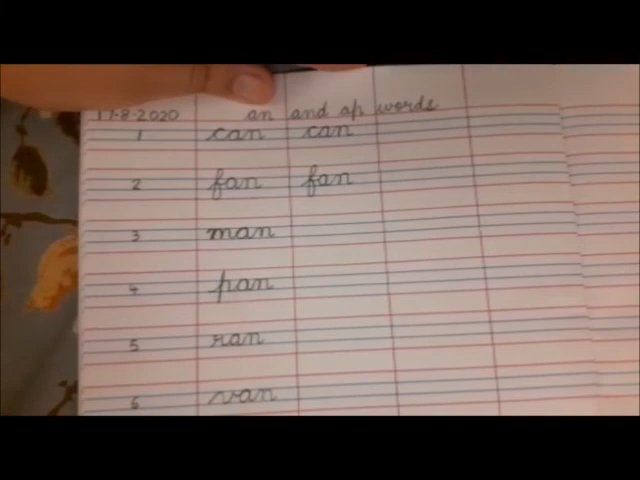 17-8-2020 an and ap words
1 can can
2 fan fan
3 man
4 pan
5 ran
6 van